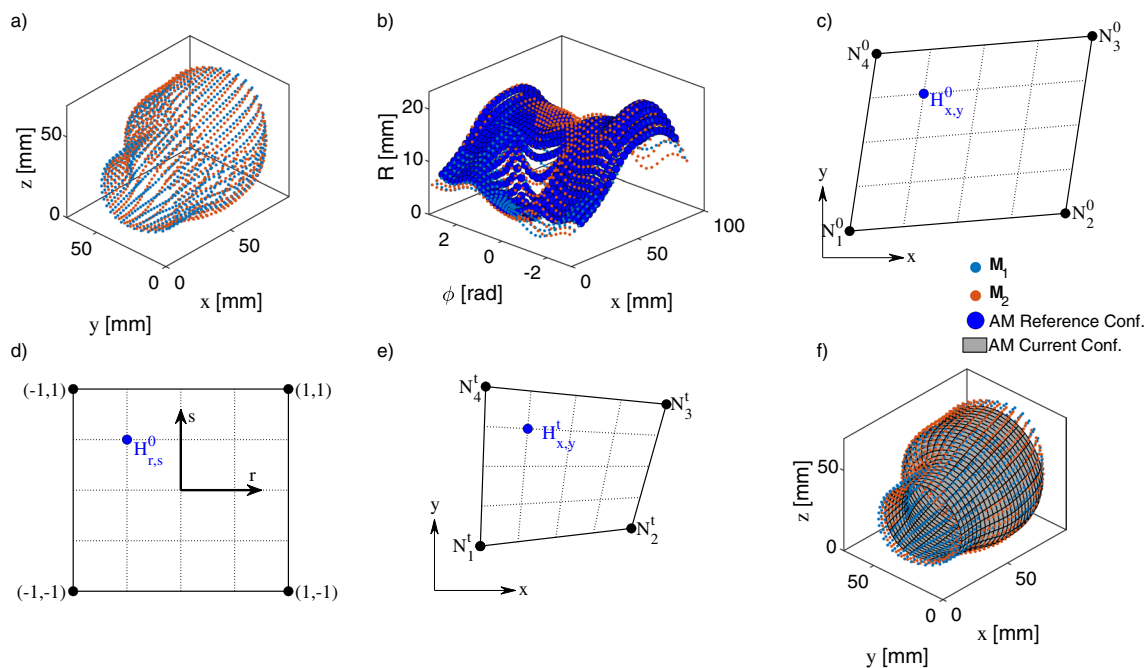 a)
z [mm]
50
0
50
0
0
50
y [mm]
x [mm]
b)
R [mm]
20
10
0
2
0
-2
0
50
100
ϕ [rad]
x [mm]
c)
N₄⁰
N₃⁰
H⁰x,y
N₁⁰
N₂⁰
y
x
M₁
M₂
AM Reference Conf.
AM Current Conf.
d)
(-1,1)
(1,1)
s
H⁰r,s
r
(-1,-1)
(1,-1)
e)
N₄ᵗ
N₃ᵗ
Hᵗx,y
N₁ᵗ
N₂ᵗ
y
x
f)
z [mm]
50
0
50
0
0
50
y [mm]
x [mm]